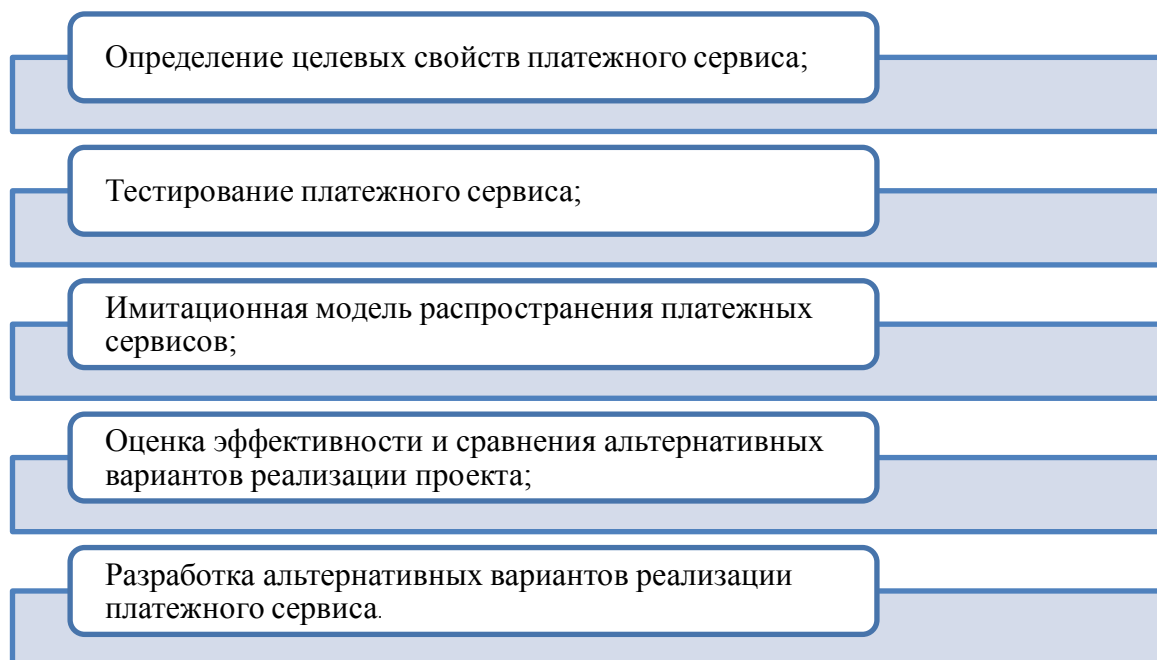 Определение целевых свойств платежного сервиса;
Тестирование платежного сервиса;
Имитационная модель распространения платежных
сервисов;
Оценка эффективности и сравнения альтернативных
вариантов реализации проекта;
Разработка альтернативных вариантов реализации
платежного сервиса.